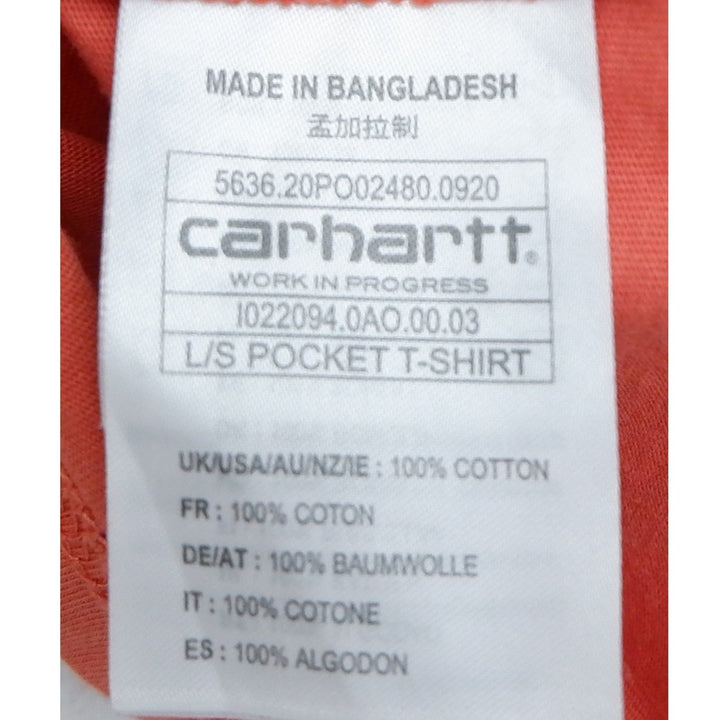 MADE IN BANGLADESH
孟加拉制
5636.20PO02480.0920
carhartt®
WORK IN PROGRESS
I022094.0AO.00.03
L/S POCKET T-SHIRT
UK/USA/AU/NZ/IE : 100% COTTON
FR : 100% COTON
DE/AT : 100% BAUMWOLLE
IT : 100% COTONE
ES : 100% ALGODON